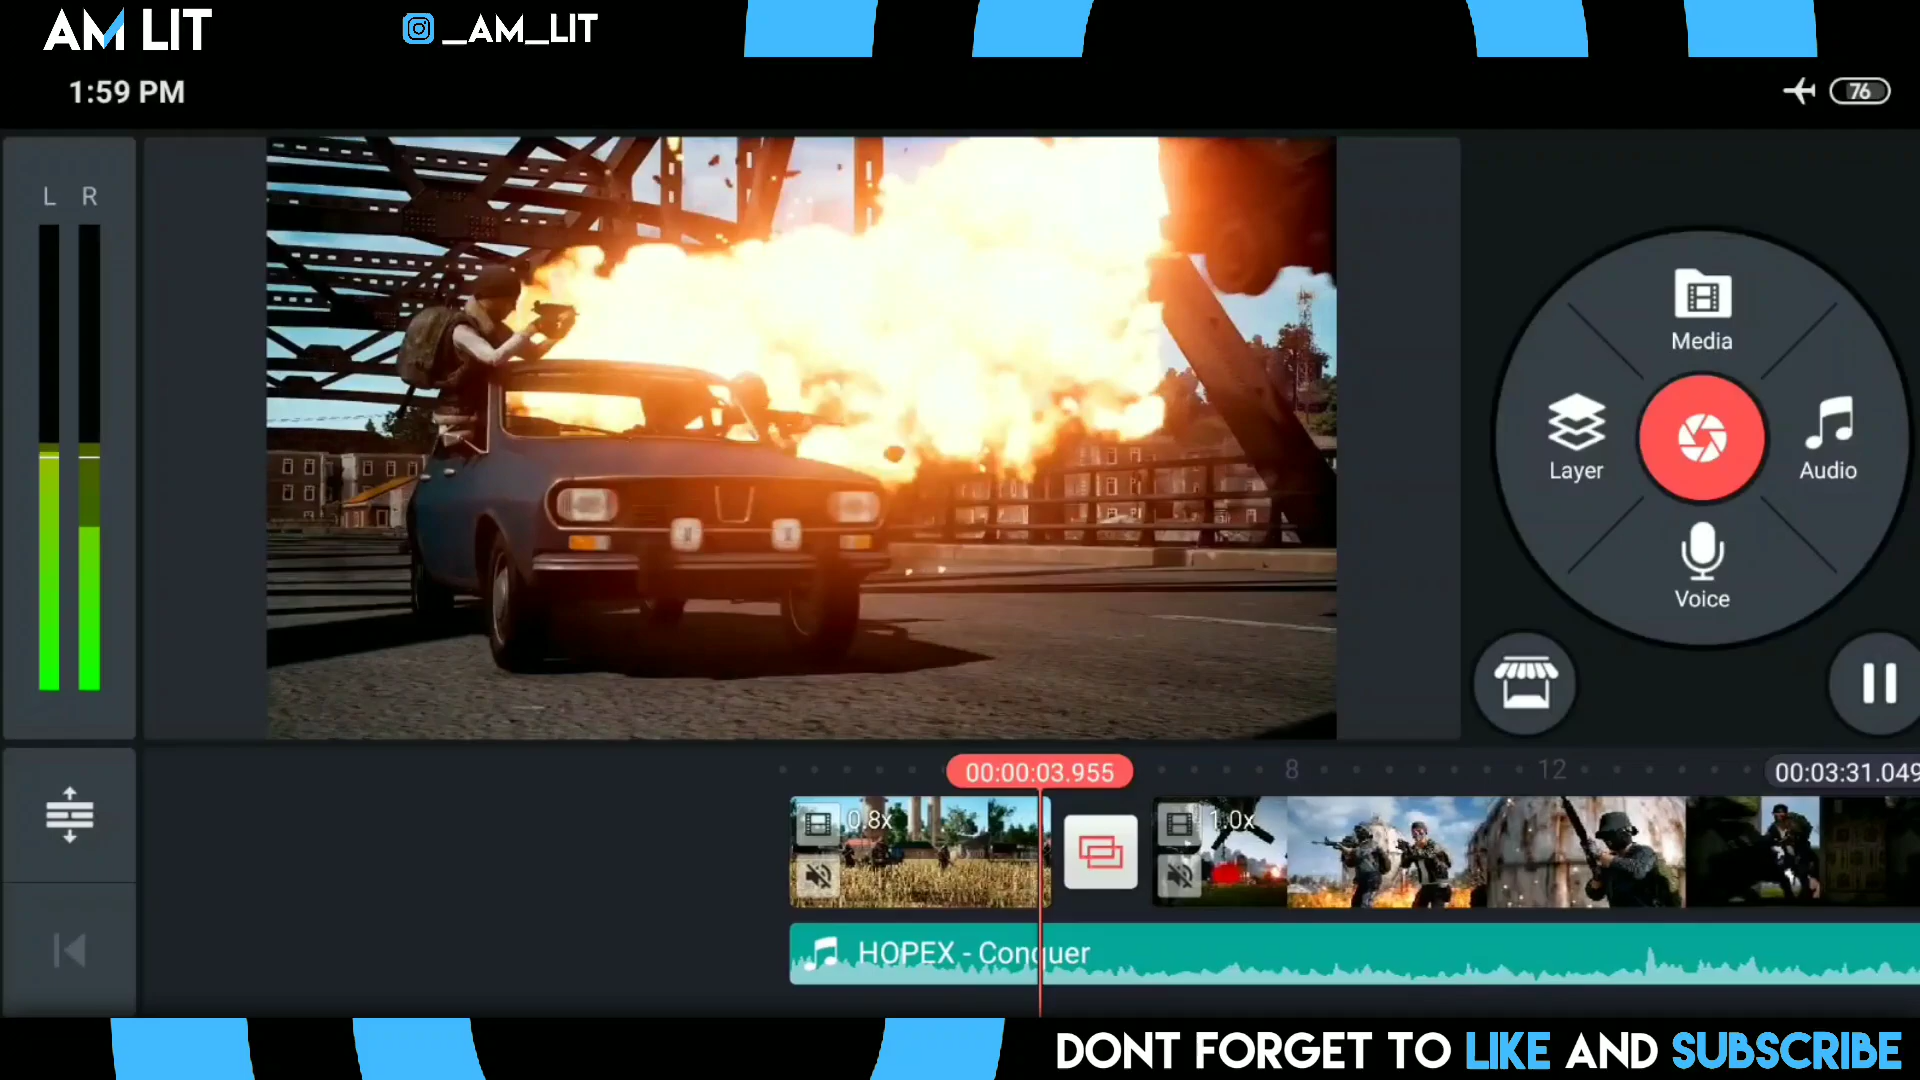 AM LIT
_AM_LIT
1:59 PM
76
L R
Media
Layer
Audio
Voice
00:00:03.955
8
12
00:03:31.049
0.8x
1.0x
HOPEX - Conquer
DONT FORGET TO LIKE AND SUBSCRIBE